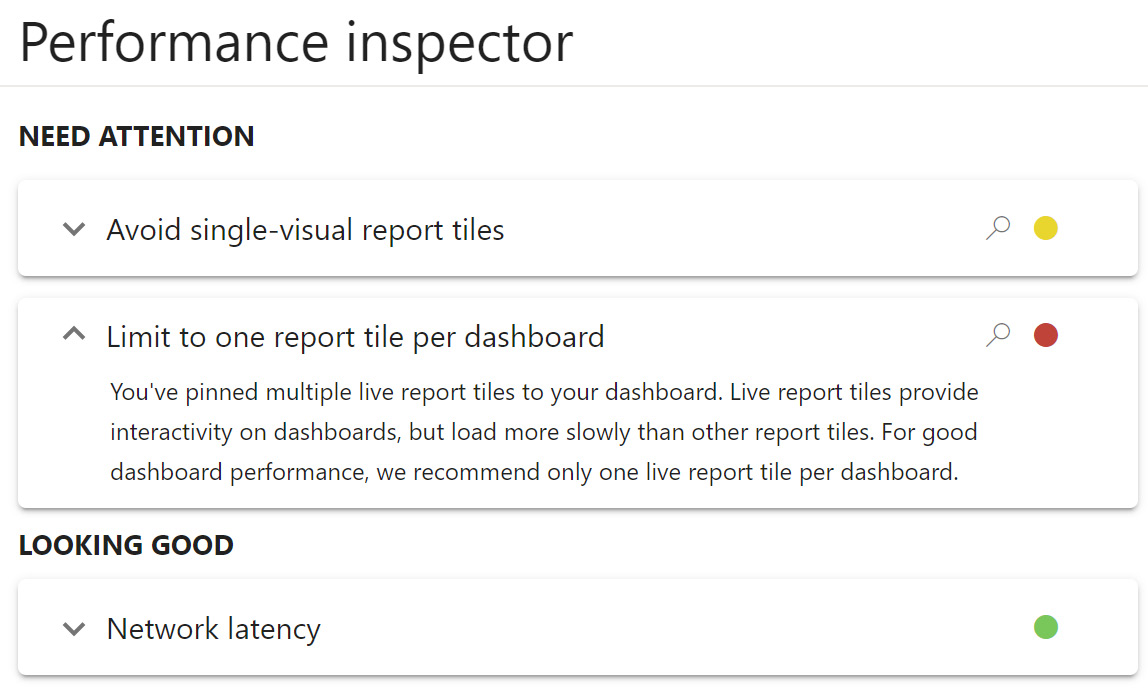 Performance inspector
NEED ATTENTION
Avoid single-visual report tiles
Limit to one report tile per dashboard
You've pinned multiple live report tiles to your dashboard. Live report tiles provide
interactivity on dashboards, but load more slowly than other report tiles. For good
dashboard performance, we recommend only one live report tile per dashboard.
LOOKING GOOD
Network latency